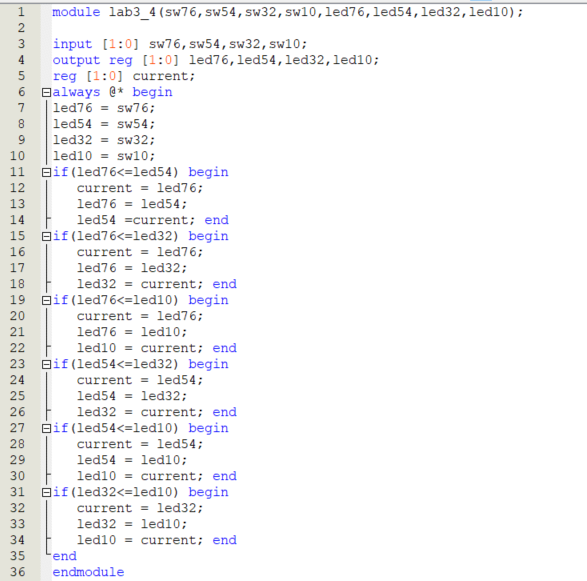 1 module lab3_4(sw76,sw54,sw32,sw10,led76,led54,led32,led10);
2
3 input [1:0] sw76,sw54,sw32,sw10;
4 output reg [1:0] led76,led54,led32,led10;
5 reg [1:0] current;
6 always @* begin
7 led76 = sw76;
8 led54 = sw54;
9 led32 = sw32;
10 led10 = sw10;
11 if(led76<=led54) begin
12 current = led76;
13 led76 = led54;
14 led54 =current; end
15 if(led76<=led32) begin
16 current = led76;
17 led76 = led32;
18 led32 = current; end
19 if(led76<=led10) begin
20 current = led76;
21 led76 = led10;
22 led10 = current; end
23 if(led54<=led32) begin
24 current = led54;
25 led54 = led32;
26 led32 = current; end
27 if(led54<=led10) begin
28 current = led54;
29 led54 = led10;
30 led10 = current; end
31 if(led32<=led10) begin
32 current = led32;
33 led32 = led10;
34 led10 = current; end
35 end
36 endmodule